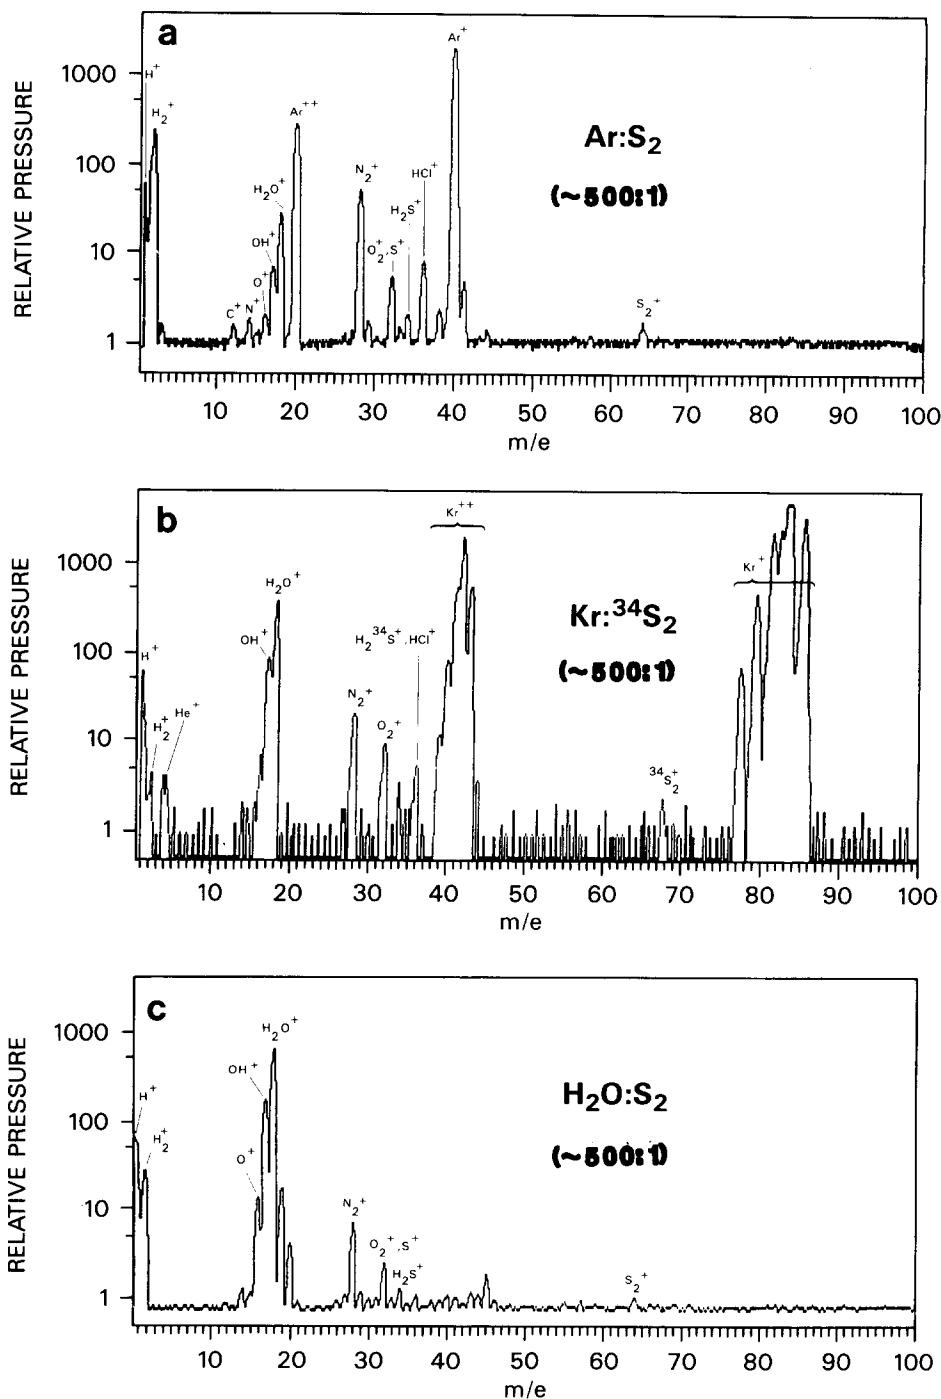 a
Ar⁺
H⁺
1000
H₂⁺
Ar⁺⁺
Ar:S₂
100
N₂⁺
HCl⁺
H₂O⁺
(~500:1)
H₂S⁺
OH⁺
O₂⁺,S⁺
10
O⁺
C⁺ N⁺
S₂⁺
1
RELATIVE PRESSURE
10 20 30 40 50 60 70 80 90 100
m/e
b
Kr⁺⁺
1000
H₂O⁺
Kr⁺
Kr:³⁴S₂
OH⁺
H₂³⁴S⁺,HCl⁺
100
H⁺
(~500:1)
N₂⁺
He⁺
H₂⁺
O₂⁺
10
³⁴S₂⁺
1
RELATIVE PRESSURE
10 20 30 40 50 60 70 80 90 100
m/e
c
H₂O⁺
1000
OH⁺
H₂O:S₂
H⁺
100
H₂⁺
(~500:1)
O⁺
N₂⁺
10
O₂⁺,S⁺
H₂S⁺
S₂⁺
1
RELATIVE PRESSURE
10 20 30 40 50 60 70 80 90 100
m/e